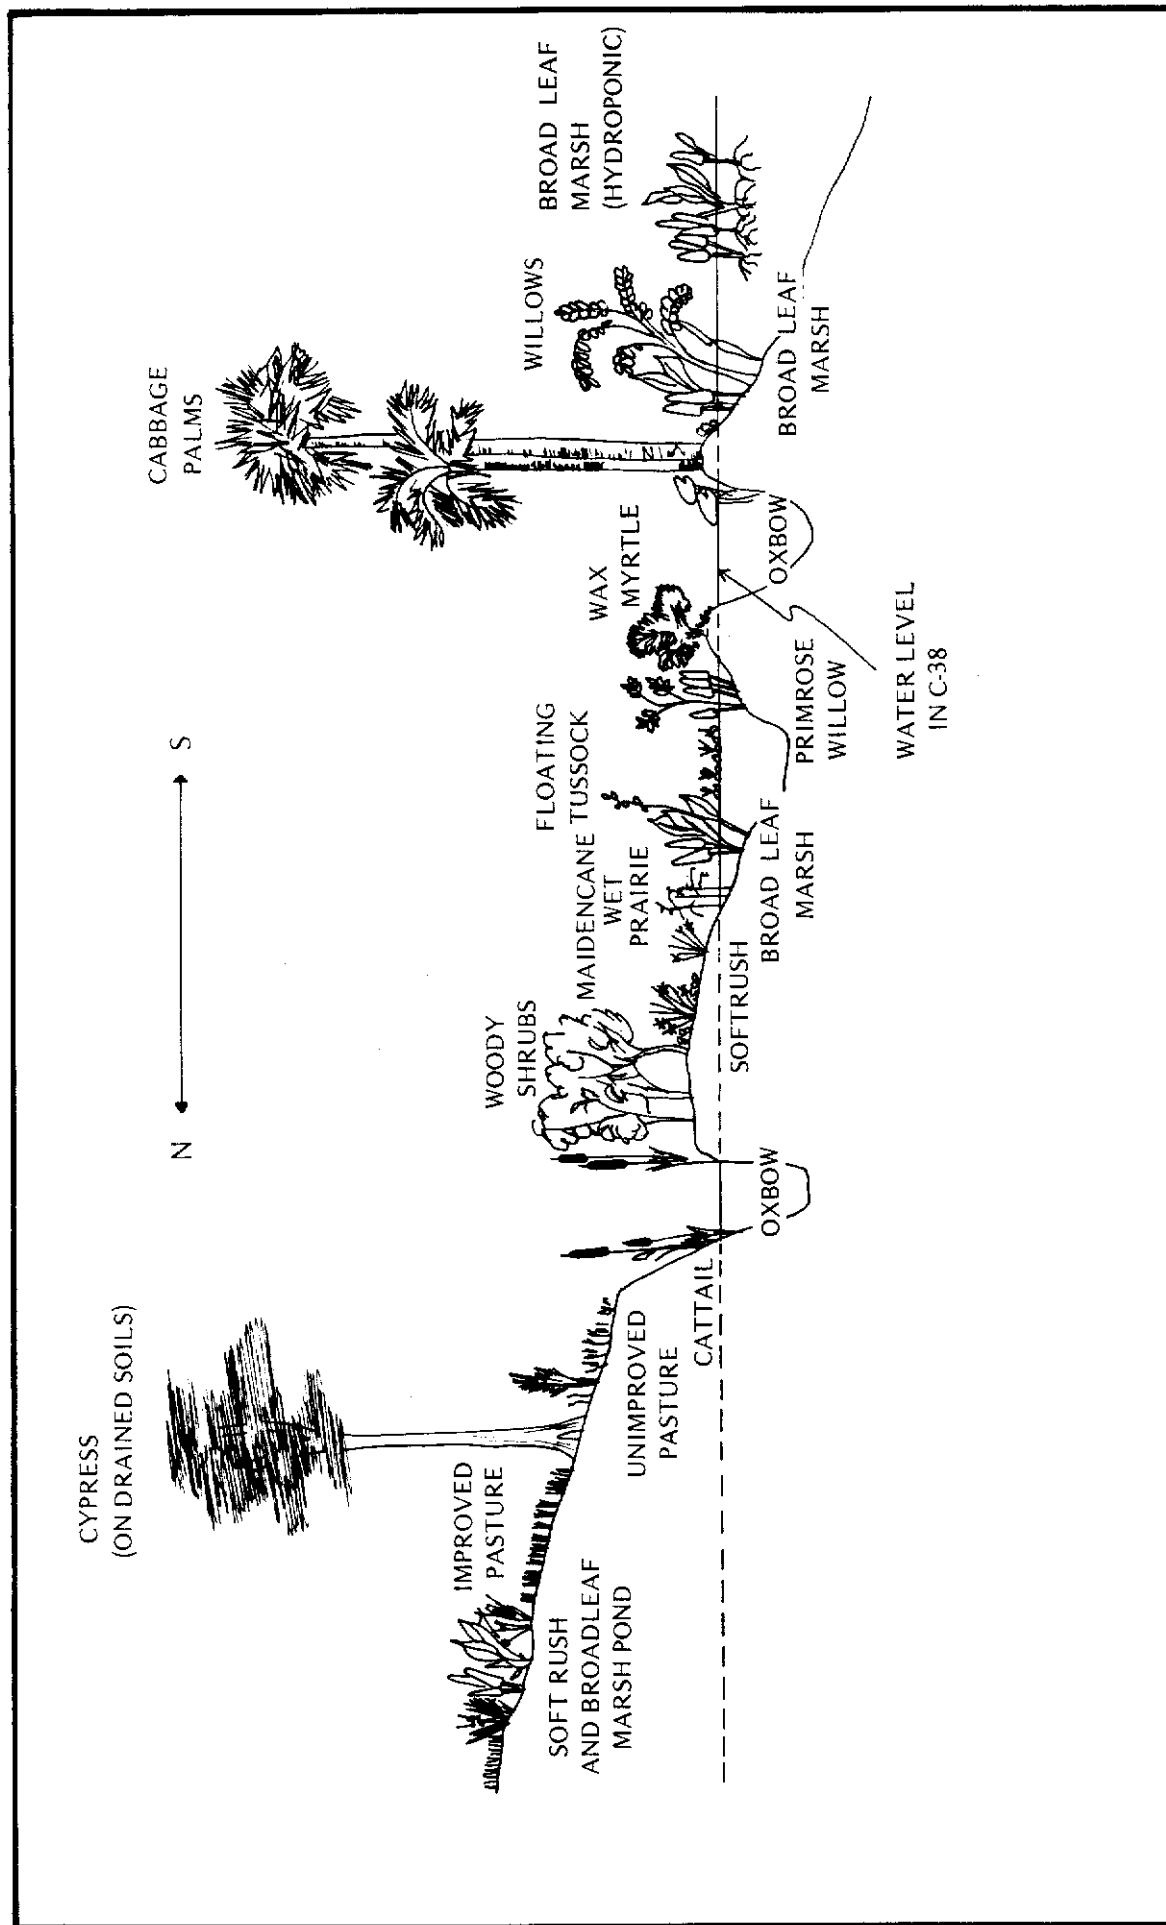 CYPRESS
(ON DRAINED SOILS)
N
S
CABBAGE
PALMS
IMPROVED
PASTURE
WOODY
SHRUBS
FLOATING
TUSSOCK
MAIDENCANE
WET
PRAIRIE
WAX
MYRTLE
WILLOWS
BROAD LEAF
MARSH
(HYDROPONIC)
SOFT RUSH
AND BROADLEAF
MARSH POND
UNIMPROVED
PASTURE
CATTAIL
OXBOW
SOFTRUSH
BROAD LEAF
MARSH
PRIMROSE
WILLOW
OXBOW
BROAD LEAF
MARSH
WATER LEVEL
IN C-38